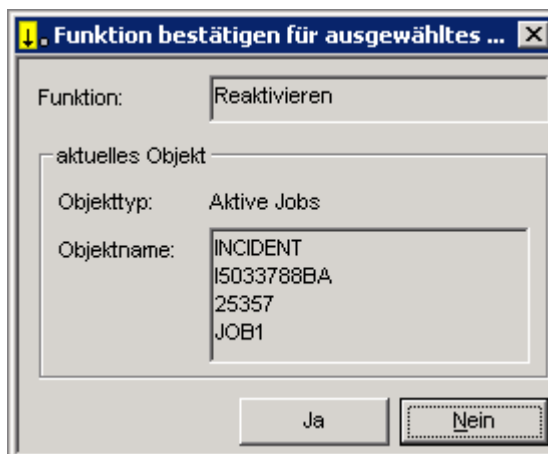 Funktion bestätigen für ausgewähltes ...
Funktion: Reaktivieren
aktuelles Objekt
Objekttyp: Aktive Jobs
Objektname: INCIDENT
I5033788BA
25357
JOB1
Ja Nein